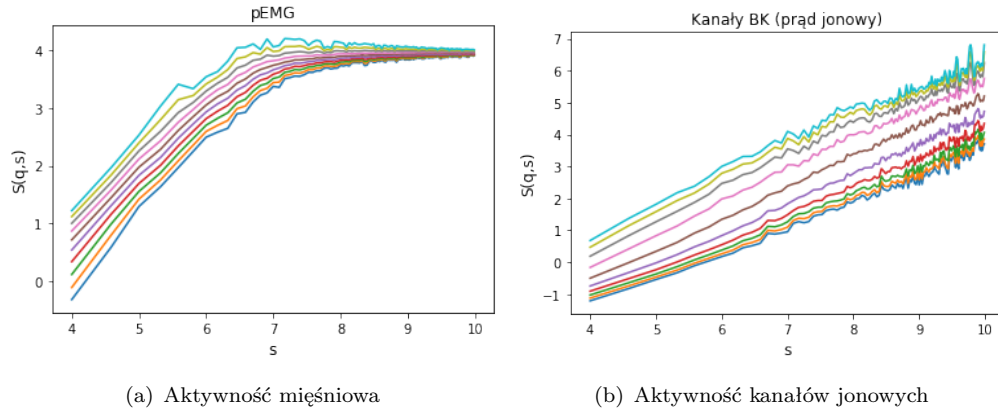 pEMG
S(q,s)
4
3
2
1
0
4 5 6 7 8 9 10
s
(a) Aktywność mięśniowa
Kanały BK (prąd jonowy)
S(q,s)
7
6
5
4
3
2
1
0
−1
4 5 6 7 8 9 10
s
(b) Aktywność kanałów jonowych